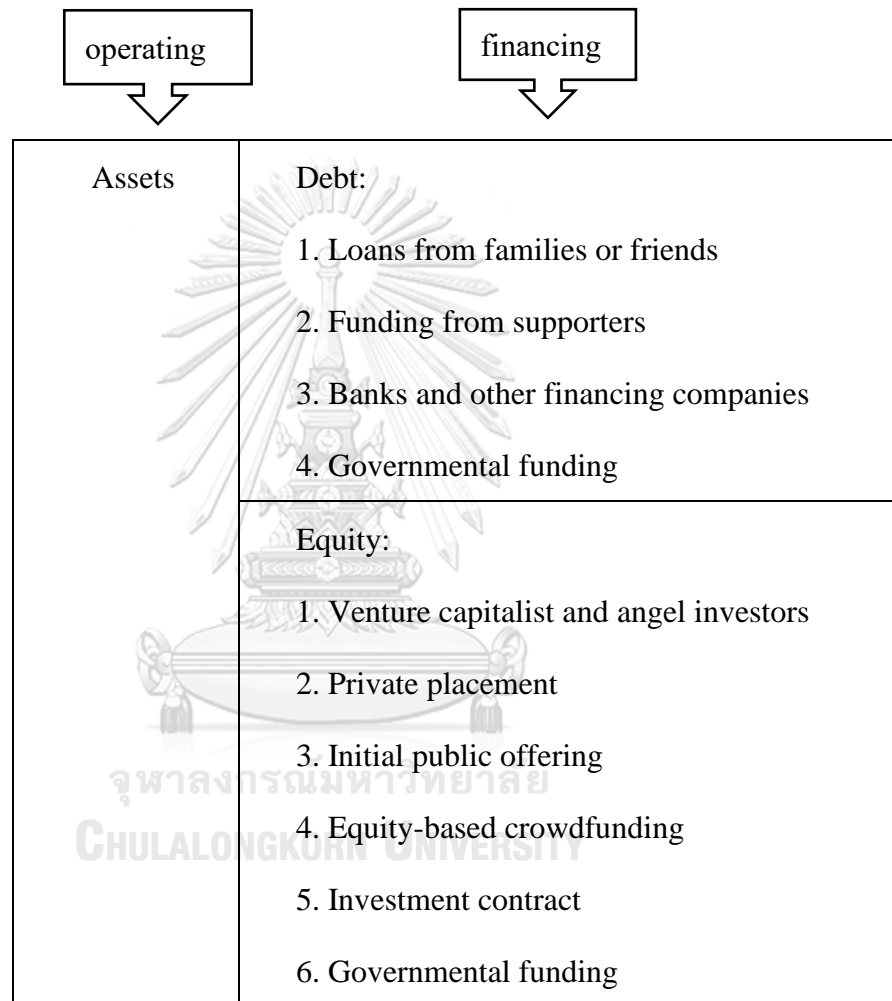 operating
financing
Assets
Debt:
1. Loans from families or friends
2. Funding from supporters
3. Banks and other financing companies
4. Governmental funding
Equity:
1. Venture capitalist and angel investors
2. Private placement
3. Initial public offering
จุฬาลงกรณ์มหาวิทยาลัย
4. Equity-based crowdfunding
CHULALONGKORN UNIVERSITY
5. Investment contract
6. Governmental funding